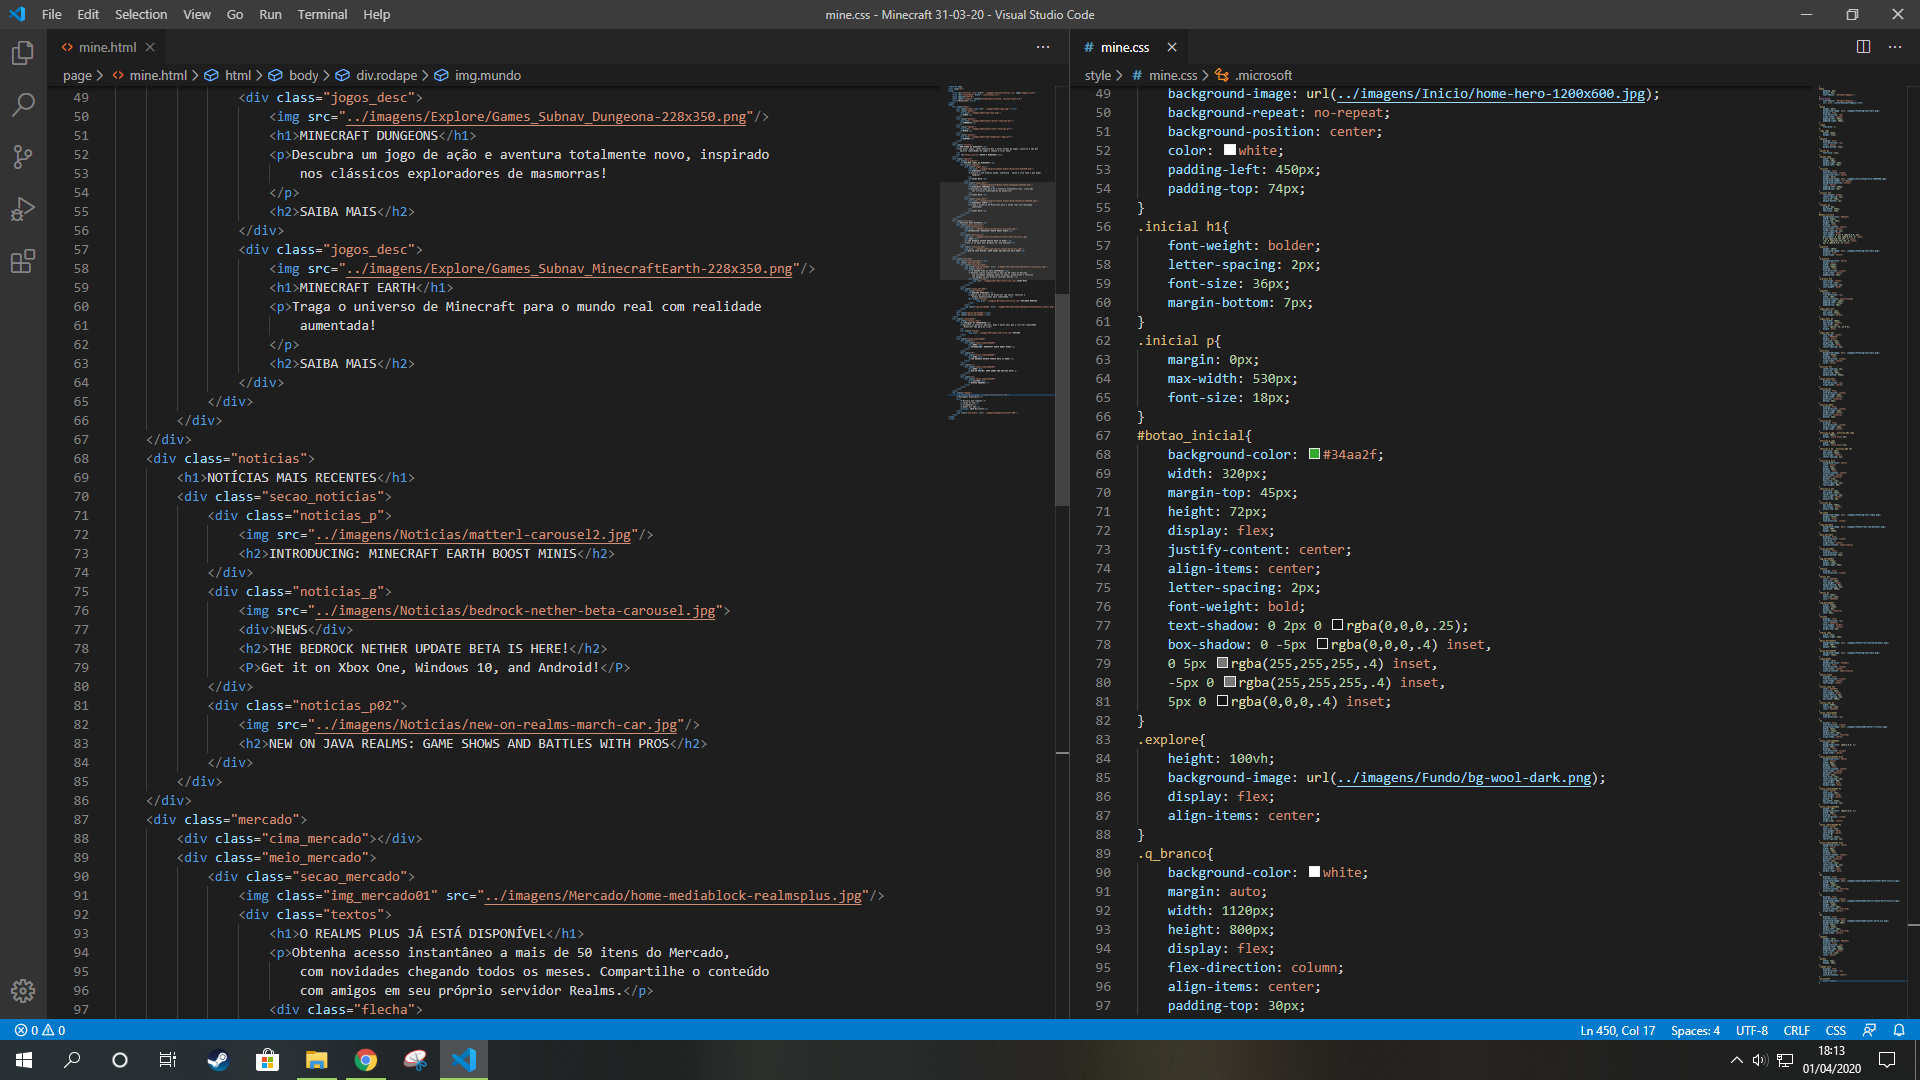 File Edit Selection View Go Run Terminal Help
mine.css - Minecraft 31-03-20 - Visual Studio Code
mine.html
page > mine.html > html > body > div.rodape > img.mundo
49 <div class="jogos_desc">
50 <img src="../imagens/Explore/Games_Subnav_Dungeona-228x350.png"/>
51 <h1>MINECRAFT DUNGEONS</h1>
52 <p>Descubra um jogo de ação e aventura totalmente novo, inspirado
53 nos clássicos exploradores de masmorras!
54 </p>
55 <h2>SAIBA MAIS</h2>
56 </div>
57 <div class="jogos_desc">
58 <img src="../imagens/Explore/Games_Subnav_MinecraftEarth-228x350.png"/>
59 <h1>MINECRAFT EARTH</h1>
60 <p>Traga o universo de Minecraft para o mundo real com realidade
61 aumentada!
62 </p>
63 <h2>SAIBA MAIS</h2>
64 </div>
65 </div>
66 </div>
67 </div>
68 <div class="noticias">
69 <h1>NOTÍCIAS MAIS RECENTES</h1>
70 <div class="secao_noticias">
71 <div class="noticias_p">
72 <img src="../imagens/Noticias/matterl-carousel2.jpg"/>
73 <h2>INTRODUCING: MINECRAFT EARTH BOOST MINIS</h2>
74 </div>
75 <div class="noticias_g">
76 <img src="../imagens/Noticias/bedrock-nether-beta-carousel.jpg">
77 <div>NEWS</div>
78 <h2>THE BEDROCK NETHER UPDATE BETA IS HERE!</h2>
79 <P>Get it on Xbox One, Windows 10, and Android!</P>
80 </div>
81 <div class="noticias_p02">
82 <img src="../imagens/Noticias/new-on-realms-march-car.jpg"/>
83 <h2>NEW ON JAVA REALMS: GAME SHOWS AND BATTLES WITH PROS</h2>
84 </div>
85 </div>
86 </div>
87 <div class="mercado">
88 <div class="cima_mercado"></div>
89 <div class="meio_mercado">
90 <div class="secao_mercado">
91 <img class="img_mercado01" src="../imagens/Mercado/home-mediablock-realmsplus.jpg"/>
92 <div class="textos">
93 <h1>O REALMS PLUS JÁ ESTÁ DISPONÍVEL</h1>
94 <p>Obtenha acesso instantâneo a mais de 50 itens do Mercado,
95 com novidades chegando todos os meses. Compartilhe o conteúdo
96 com amigos em seu próprio servidor Realms.</p>
97 <div class="flecha">
# mine.css
style > # mine.css > .microsoft
49 background-image: url(../imagens/Inicio/home-hero-1200x600.jpg);
50 background-repeat: no-repeat;
51 background-position: center;
52 color: white;
53 padding-left: 450px;
54 padding-top: 74px;
55 }
56 .inicial h1{
57 font-weight: bolder;
58 letter-spacing: 2px;
59 font-size: 36px;
60 margin-bottom: 7px;
61 }
62 .inicial p{
63 margin: 0px;
64 max-width: 530px;
65 font-size: 18px;
66 }
67 #botao_inicial{
68 background-color: #34aa2f;
69 width: 320px;
70 margin-top: 45px;
71 height: 72px;
72 display: flex;
73 justify-content: center;
74 align-items: center;
75 letter-spacing: 2px;
76 font-weight: bold;
77 text-shadow: 0 2px 0 rgba(0,0,0,.25);
78 box-shadow: 0 -5px rgba(0,0,0,.4) inset,
79 0 5px rgba(255,255,255,.4) inset,
80 -5px 0 rgba(255,255,255,.4) inset,
81 5px 0 rgba(0,0,0,.4) inset;
82 }
83 .explore{
84 height: 100vh;
85 background-image: url(../imagens/Fundo/bg-wool-dark.png);
86 display: flex;
87 align-items: center;
88 }
89 .q_branco{
90 background-color: white;
91 margin: auto;
92 width: 1120px;
93 height: 800px;
94 display: flex;
95 flex-direction: column;
96 align-items: center;
97 padding-top: 30px;
0 0
Ln 450, Col 17 Spaces: 4 UTF-8 CRLF CSS
18:13
01/04/2020